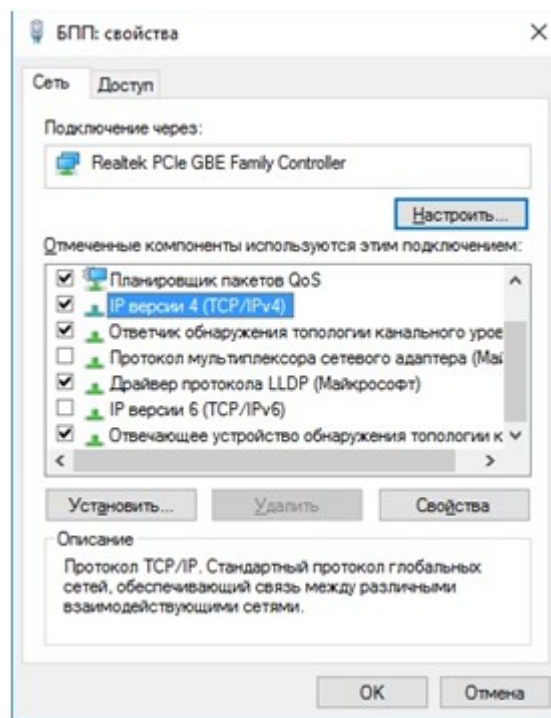 БПП: свойства
Сеть
Доступ
Подключение через:
Realtek PCIe GBE Family Controller
Настроить...
Отмеченные компоненты используются этим подключением:
Планировщик пакетов QoS
IP версии 4 (TCP/IPv4)
Ответчик обнаружения топологии канального уров
Протокол мультиплексора сетевого адаптера (Май
Драйвер протокола LLDP (Майкрософт)
IP версии 6 (TCP/IPv6)
Отвечающее устройство обнаружения топологии к
Установить...
Удалить
Свойства
Описание
Протокол TCP/IP. Стандартный протокол глобальных
сетей, обеспечивающий связь между различными
взаимодействующими сетями.
OK
Отмена